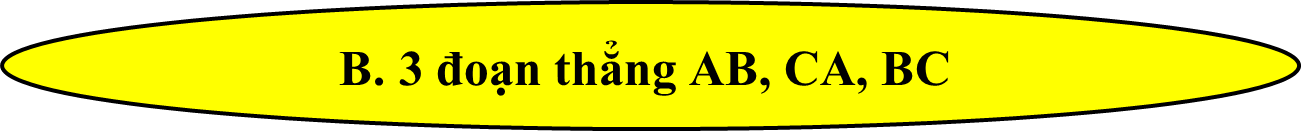 B. 3 đoạn thẳng AB, CA, BC